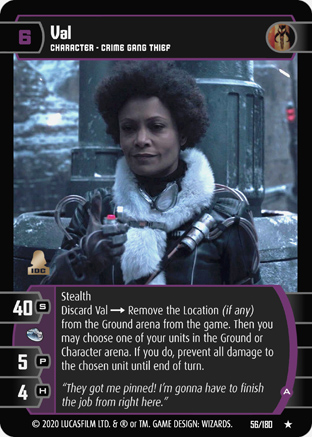 6
Val
CHARACTER - CRIME GANG THIEF
IDC
40 S
5 P
4 H
Stealth
Discard Val → Remove the Location (if any)
from the Ground arena from the game. Then you
may choose one of your units in the Ground or
Character arena. If you do, prevent all damage to
the chosen unit until end of turn.
"They got me pinned! I'm gonna have to finish
the job from right here."
A
© 2020 LUCASFILM LTD. & ® or TM. GAME DESIGN: WIZARDS. 56/180 ★